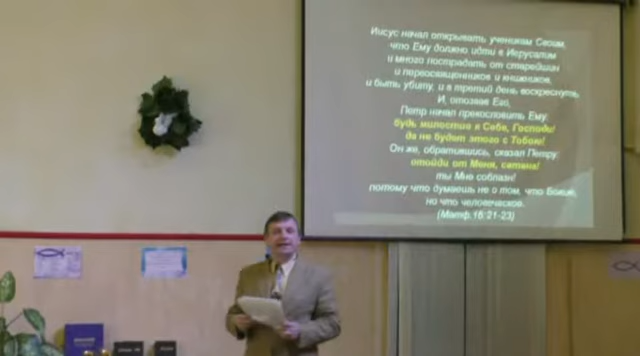 Иисус начал открывать ученикам Своим,
что Ему должно идти в Иерусалим
и много пострадать от старейшин
и первосвященников и книжников,
и быть убиту, и в третий день воскреснуть.
И, отозвав Его,
Петр начал прекословить Ему:
будь милостив к Себе, Господи!
да не будет этого с Тобою!
Он же, обратившись, сказал Петру:
отойди от Меня, сатана!
ты Мне соблазн!
потому что думаешь не о том, что Божие,
но что человеческое.
(Матф.16:21-23)